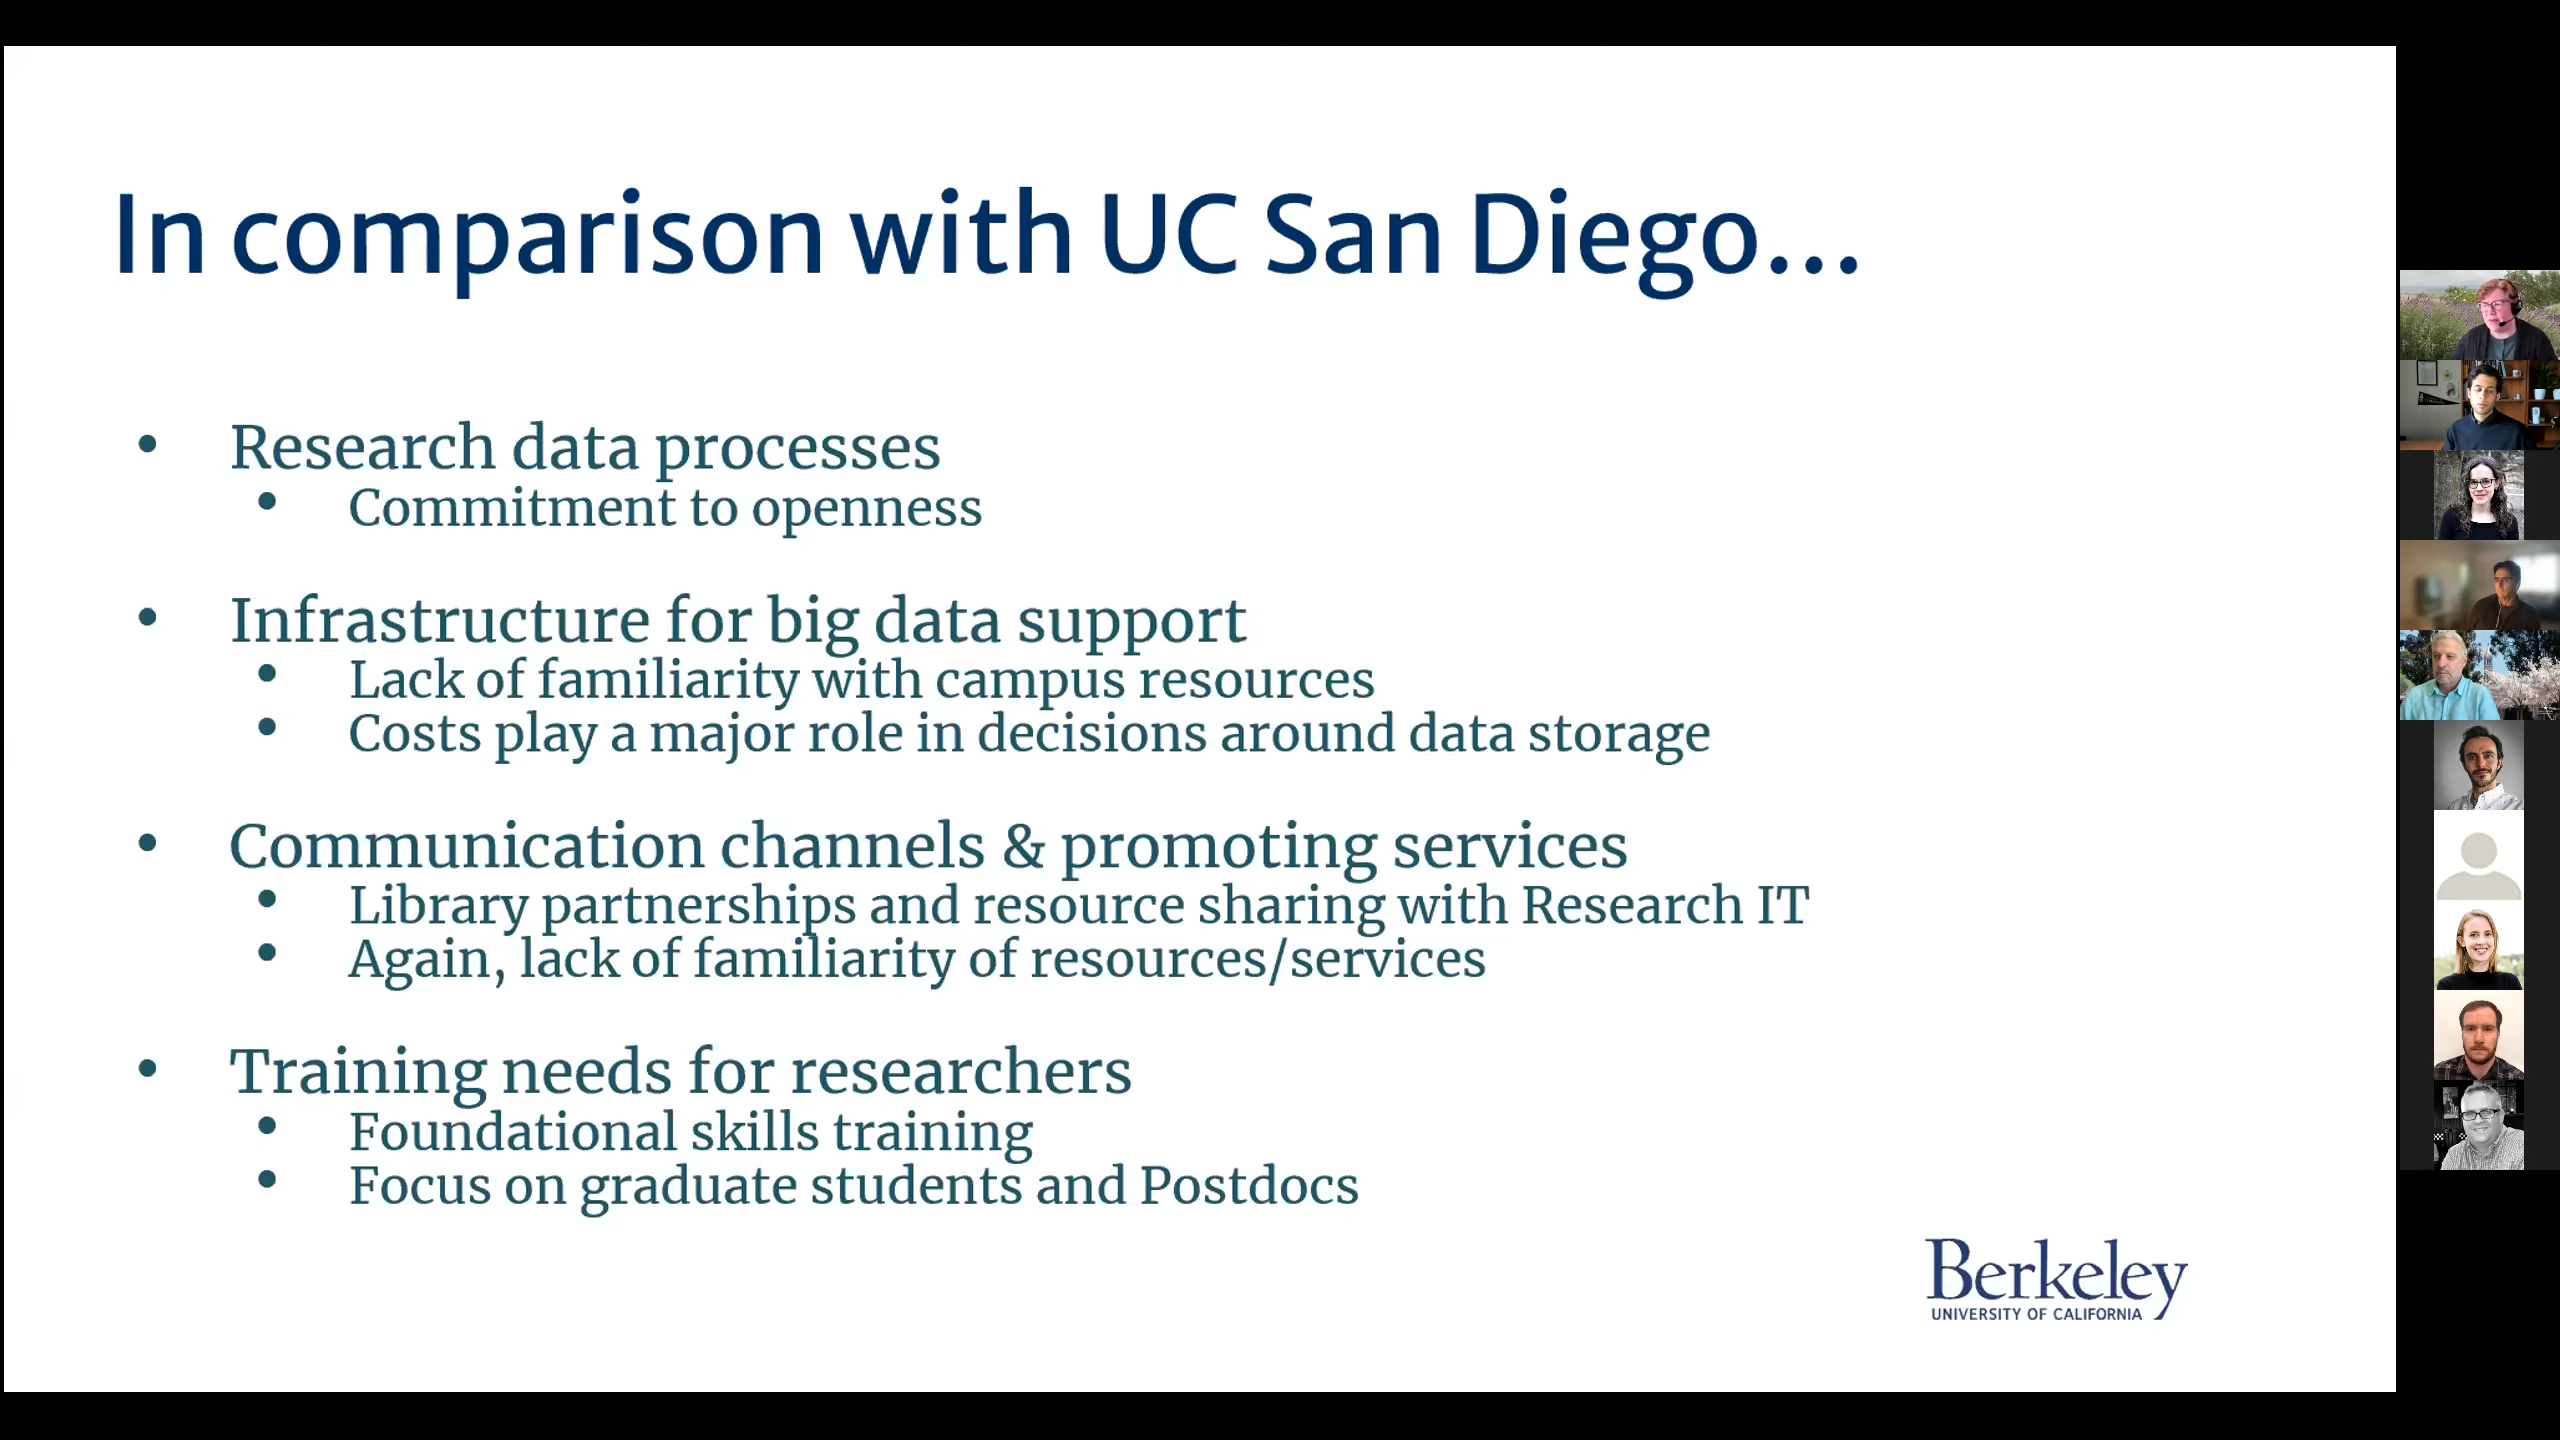 In comparison with UC San Diego...
• Research data processes
• Commitment to openness
• Infrastructure for big data support
• Lack of familiarity with campus resources
• Costs play a major role in decisions around data storage
• Communication channels & promoting services
• Library partnerships and resource sharing with Research IT
• Again, lack of familiarity of resources/services
• Training needs for researchers
• Foundational skills training
• Focus on graduate students and Postdocs
Berkeley
UNIVERSITY OF CALIFORNIA